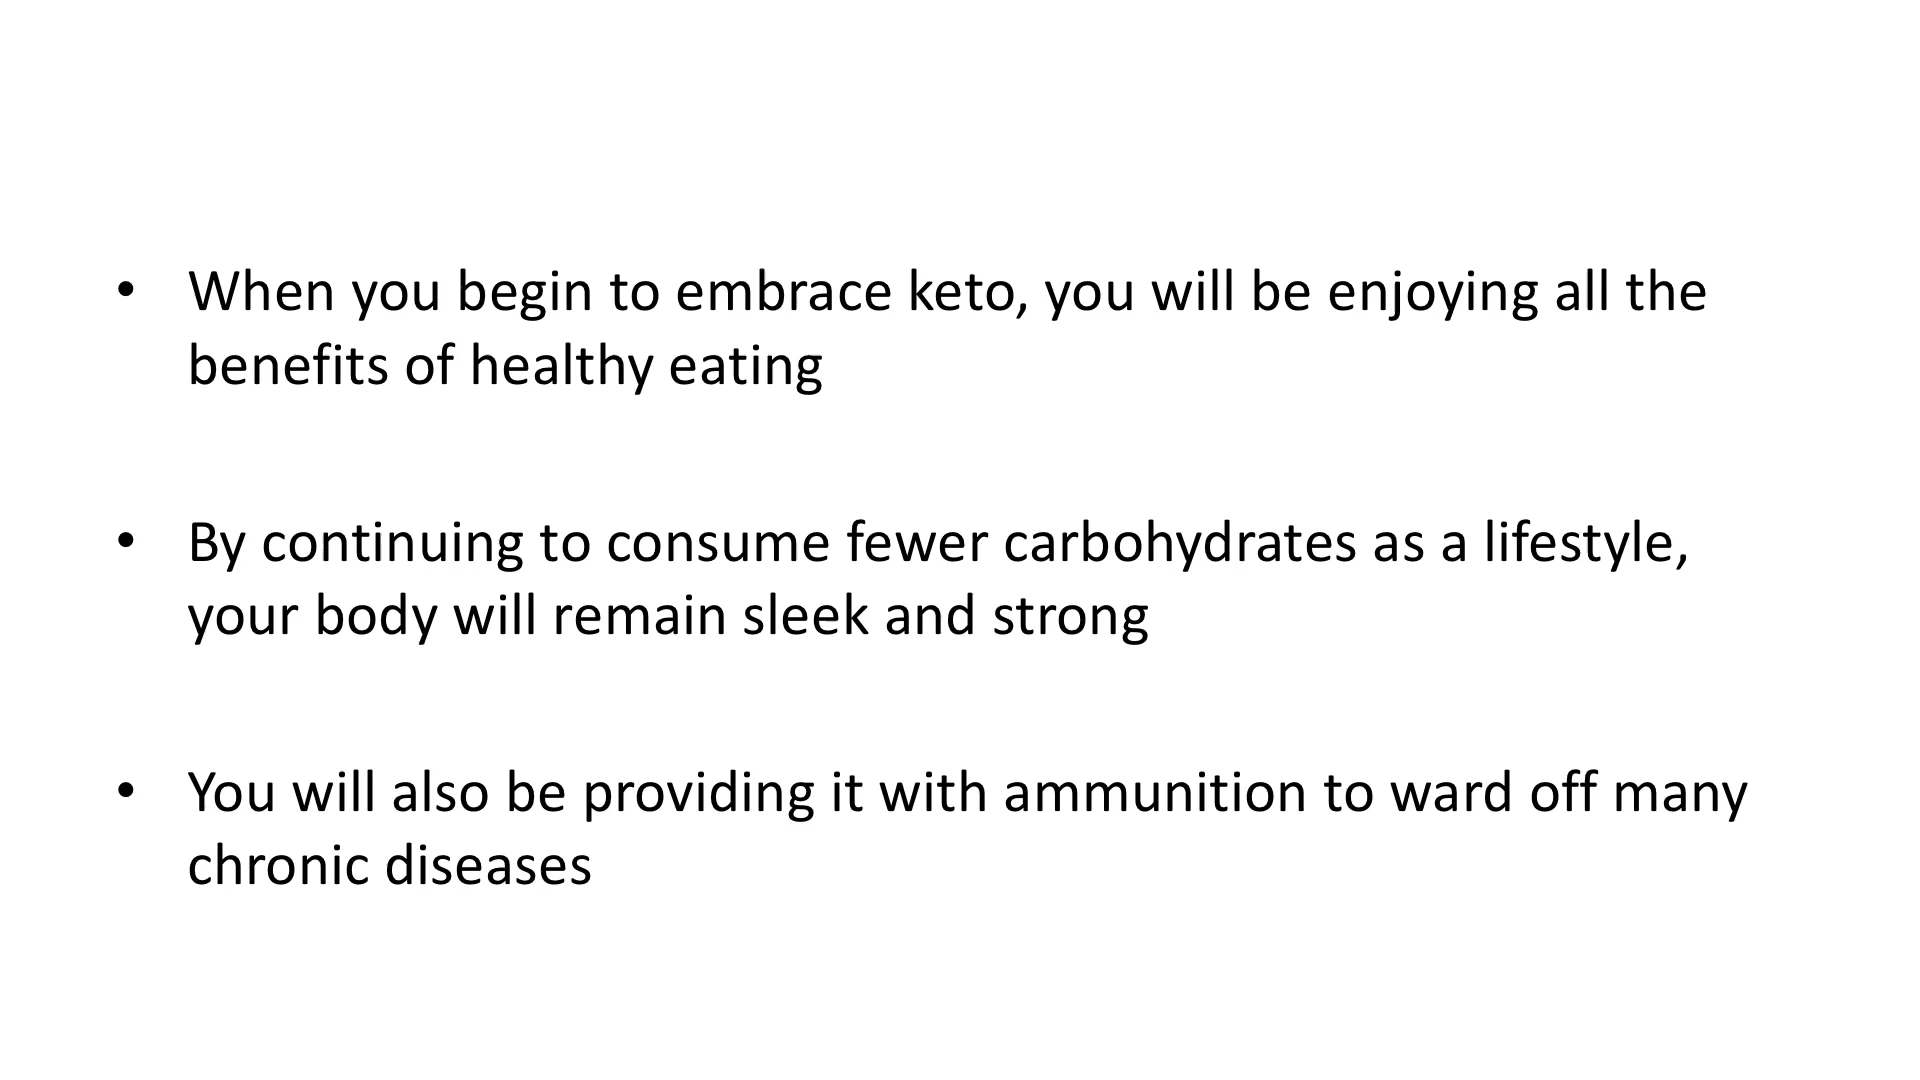 • When you begin to embrace keto, you will be enjoying all the
benefits of healthy eating
• By continuing to consume fewer carbohydrates as a lifestyle,
your body will remain sleek and strong
• You will also be providing it with ammunition to ward off many
chronic diseases